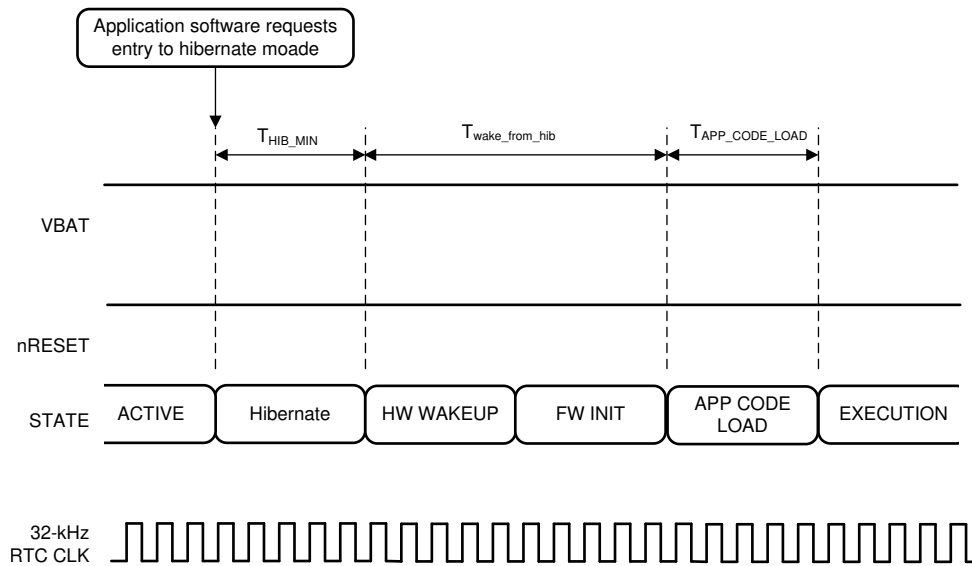 Application software requests
entry to hibernate moade
THIB_MIN
Twake_from_hib
TAPP_CODE_LOAD
VBAT
nRESET
STATE
ACTIVE
Hibernate
HW WAKEUP
FW INIT
APP CODE
LOAD
EXECUTION
32-kHz
RTC CLK